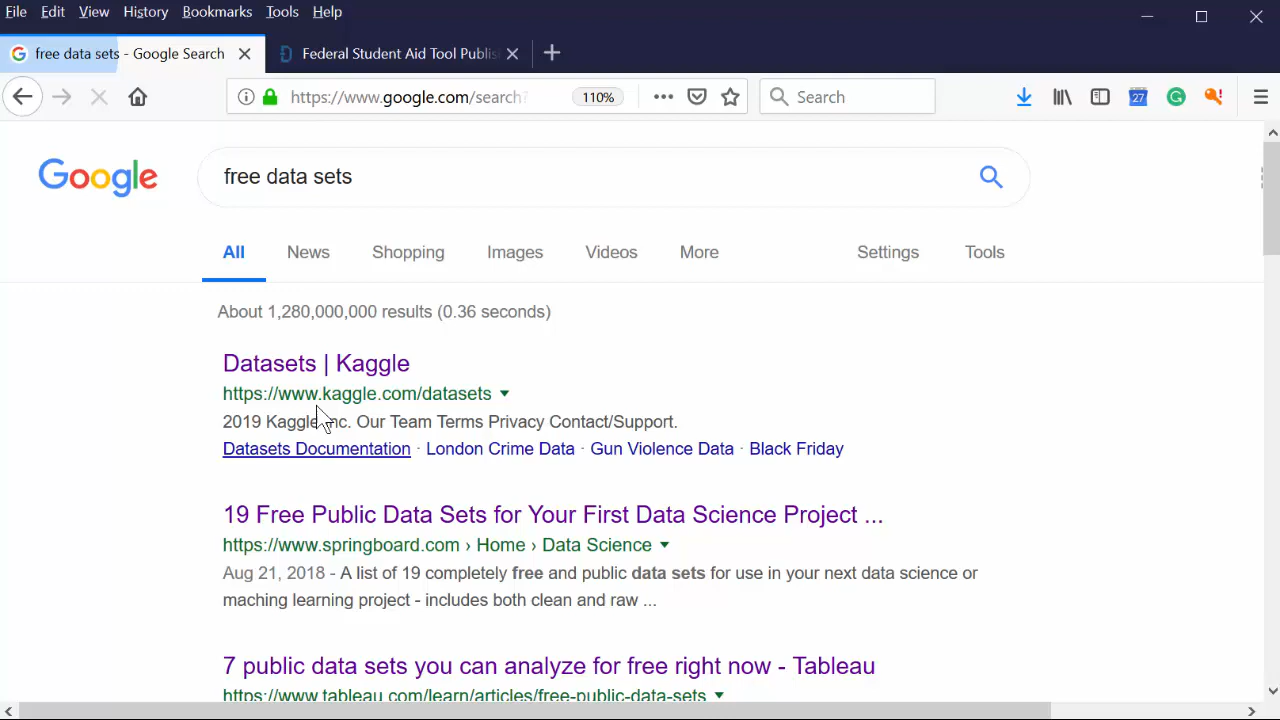 File Edit View History Bookmarks Tools Help
free data sets - Google Search Federal Student Aid Tool Publis
https://www.google.com/search? 110% Search 27
Google free data sets
All News Shopping Images Videos More Settings Tools
About 1,280,000,000 results (0.36 seconds)
Datasets | Kaggle
https://www.kaggle.com/datasets
2019 Kaggle Inc. Our Team Terms Privacy Contact/Support.
Datasets Documentation · London Crime Data · Gun Violence Data · Black Friday
19 Free Public Data Sets for Your First Data Science Project ...
https://www.springboard.com › Home › Data Science
Aug 21, 2018 - A list of 19 completely free and public data sets for use in your next data science or
maching learning project - includes both clean and raw ...
7 public data sets you can analyze for free right now - Tableau
https://www.tableau.com/learn/articles/free-public-data-sets